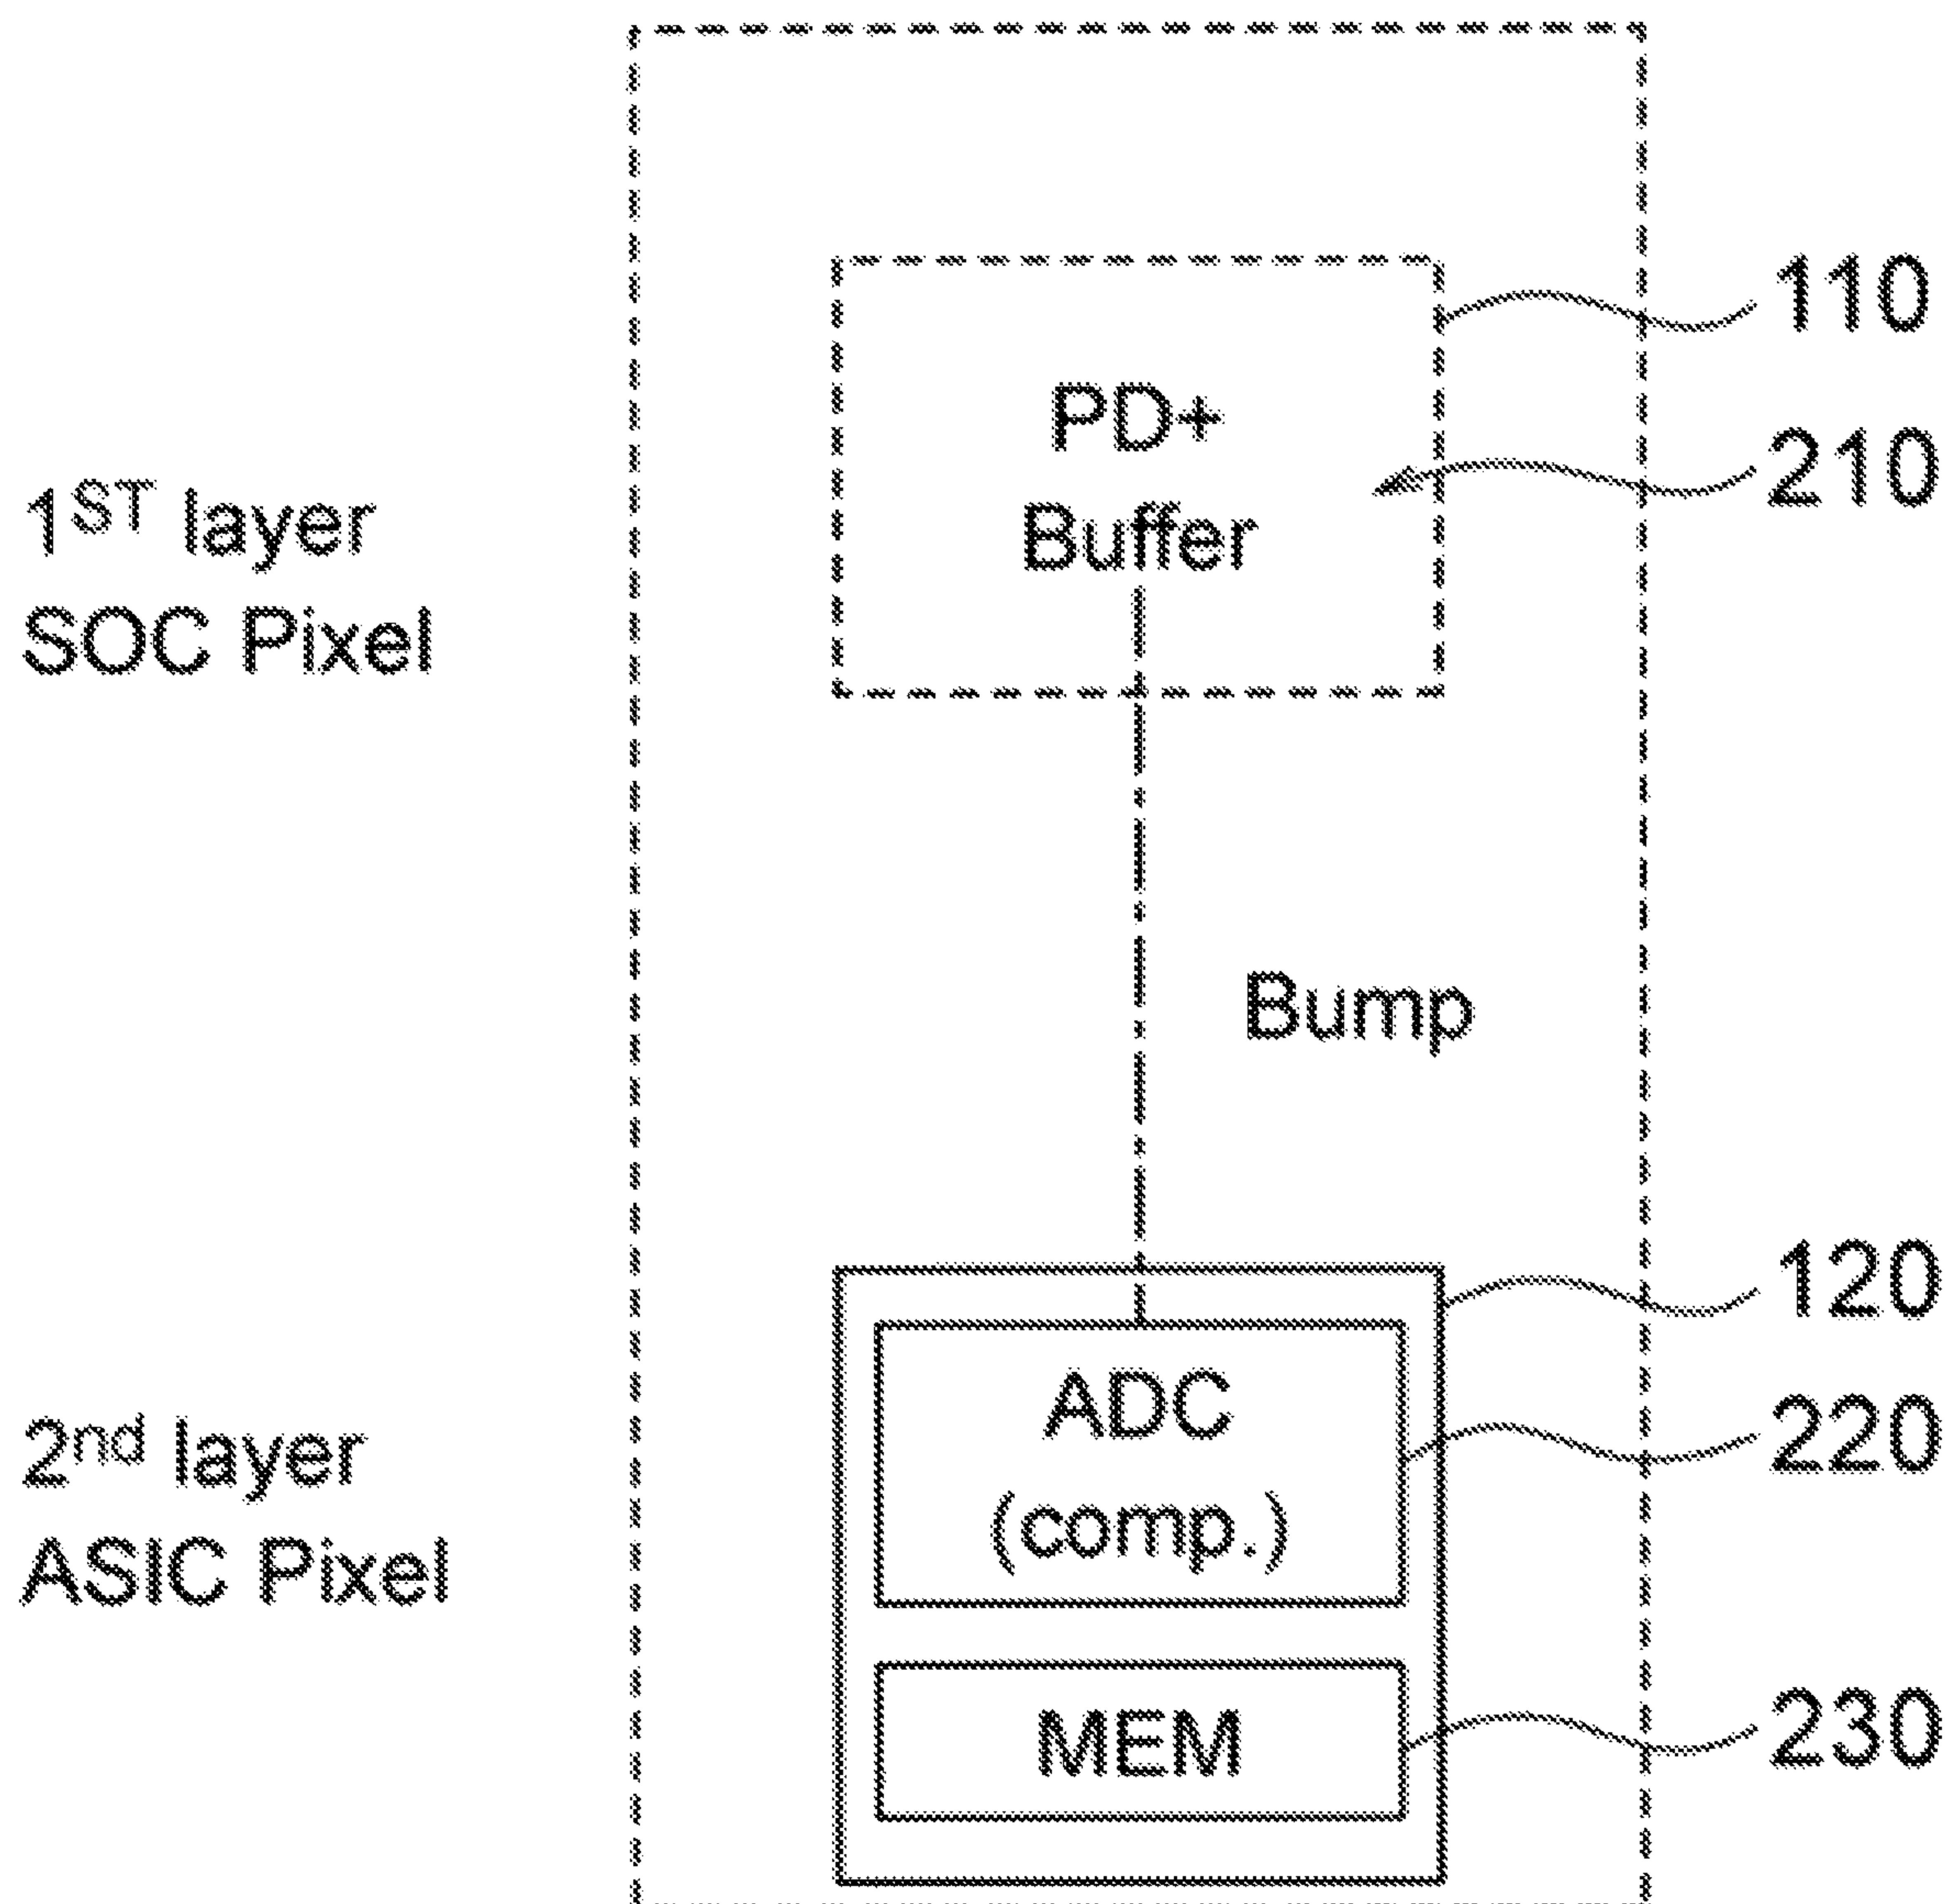 110
PD+
210
Buffer
1ST layer
SOC Pixel
Bump
120
ADC
220
2nd layer
(comp.)
ASIC Pixel
MEM
230